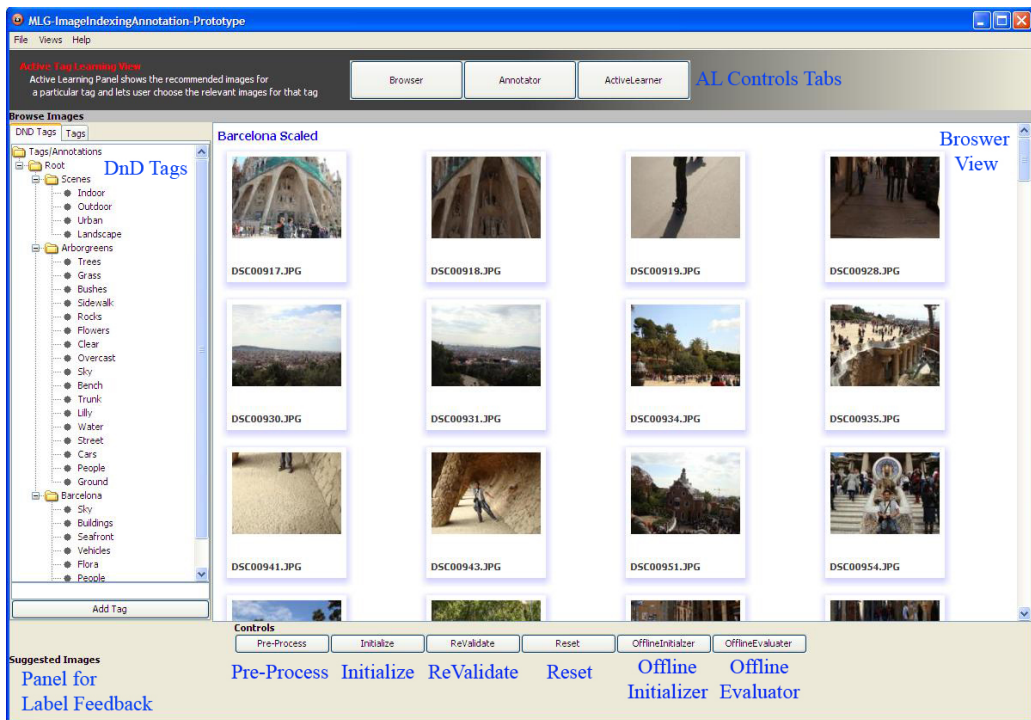 MLG-ImageIndexingAnnotation-Prototype
File Views Help
Active Tag Learning View
Active Learning Panel shows the recommended images for
a particular tag and lets user choose the relevant images for that tag
Browser
Annotator
ActiveLearner
AL Controls Tabs
Browse Images
DND Tags
Tags
Tags/Annotations
Root
DnD Tags
Scenes
Indoor
Outdoor
Urban
Landscape
Arborgreens
Trees
Grass
Bushes
Sidewalk
Rocks
Flowers
Clear
Overcast
Sky
Bench
Trunk
Lilly
Water
Street
Cars
People
Ground
Barcelona
Sky
Buildings
Seafront
Vehicles
Flora
People
Add Tag
Barcelona Scaled
Broswer
View
DSC00917.JPG
DSC00918.JPG
DSC00919.JPG
DSC00928.JPG
DSC00930.JPG
DSC00931.JPG
DSC00934.JPG
DSC00935.JPG
DSC00941.JPG
DSC00943.JPG
DSC00951.JPG
DSC00954.JPG
Controls
Pre-Process
Initialize
ReValidate
Reset
OfflineInitialzer
OfflineEvaluater
Pre-Process
Initialize
ReValidate
Reset
Offline
Initializer
Offline
Evaluator
Suggested Images
Panel for
Label Feedback